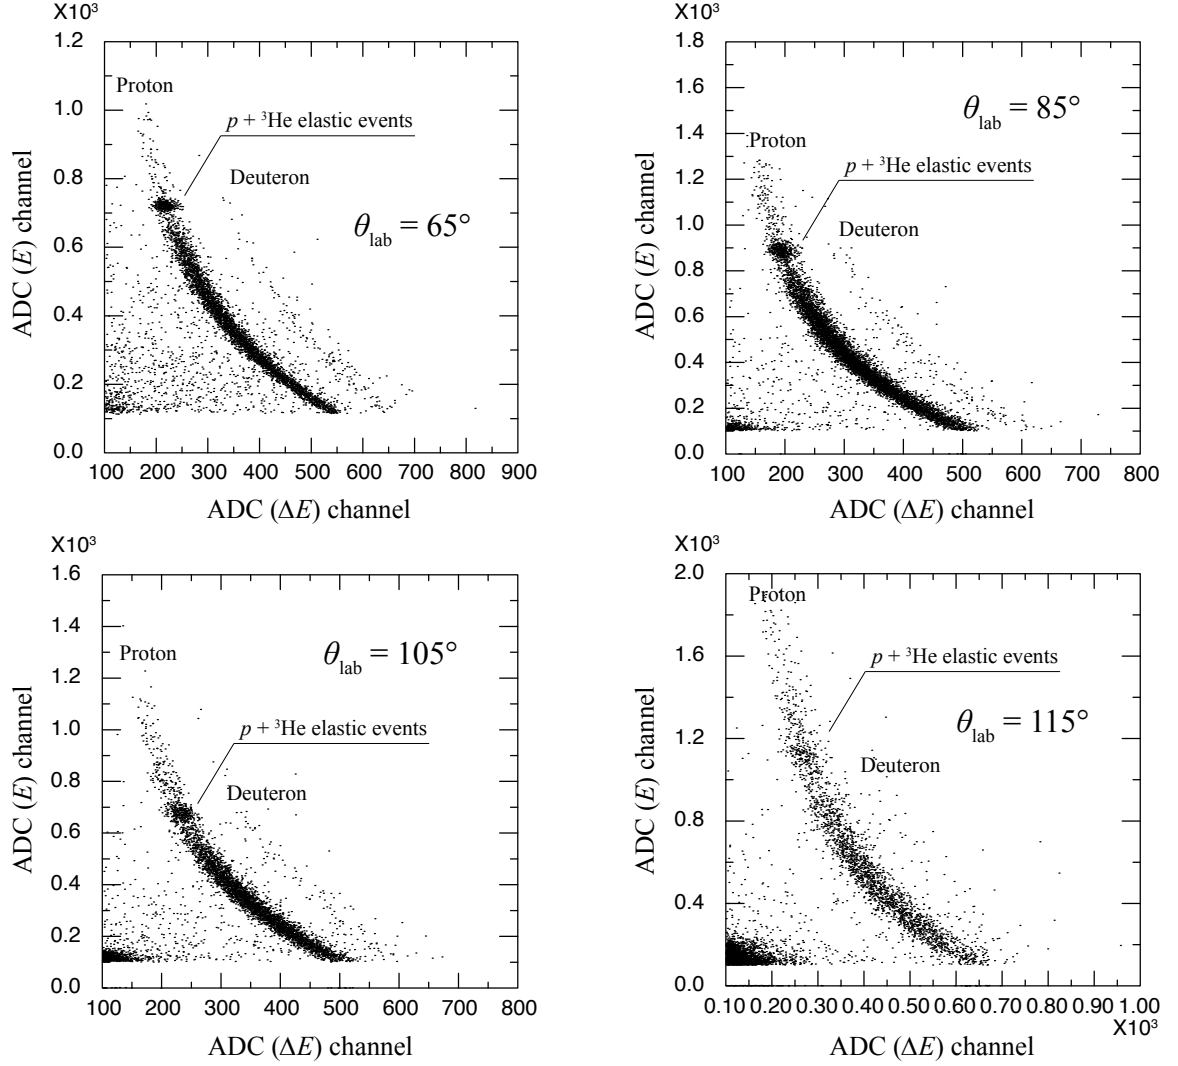 X10³
1.2
1.0
0.8
0.6
0.4
0.2
0.0
ADC (E) channel
Proton
p + ³He elastic events
Deuteron
θlab = 65°
100 200 300 400 500 600 700 800 900
ADC (ΔE) channel
X10³
1.8
1.6
1.4
1.2
1.0
0.8
0.6
0.4
0.2
0.0
ADC (E) channel
θlab = 85°
Proton
p + ³He elastic events
Deuteron
100 200 300 400 500 600 700 800
ADC (ΔE) channel
X10³
1.6
1.4
1.2
1.0
0.8
0.6
0.4
0.2
0.0
ADC (E) channel
Proton
θlab = 105°
p + ³He elastic events
Deuteron
100 200 300 400 500 600 700 800
ADC (ΔE) channel
X10³
2.0
1.6
1.2
0.8
0.4
0.0
ADC (E) channel
Proton
p + ³He elastic events
θlab = 115°
Deuteron
0.10 0.20 0.30 0.40 0.50 0.60 0.70 0.80 0.90 1.00
X10³
ADC (ΔE) channel